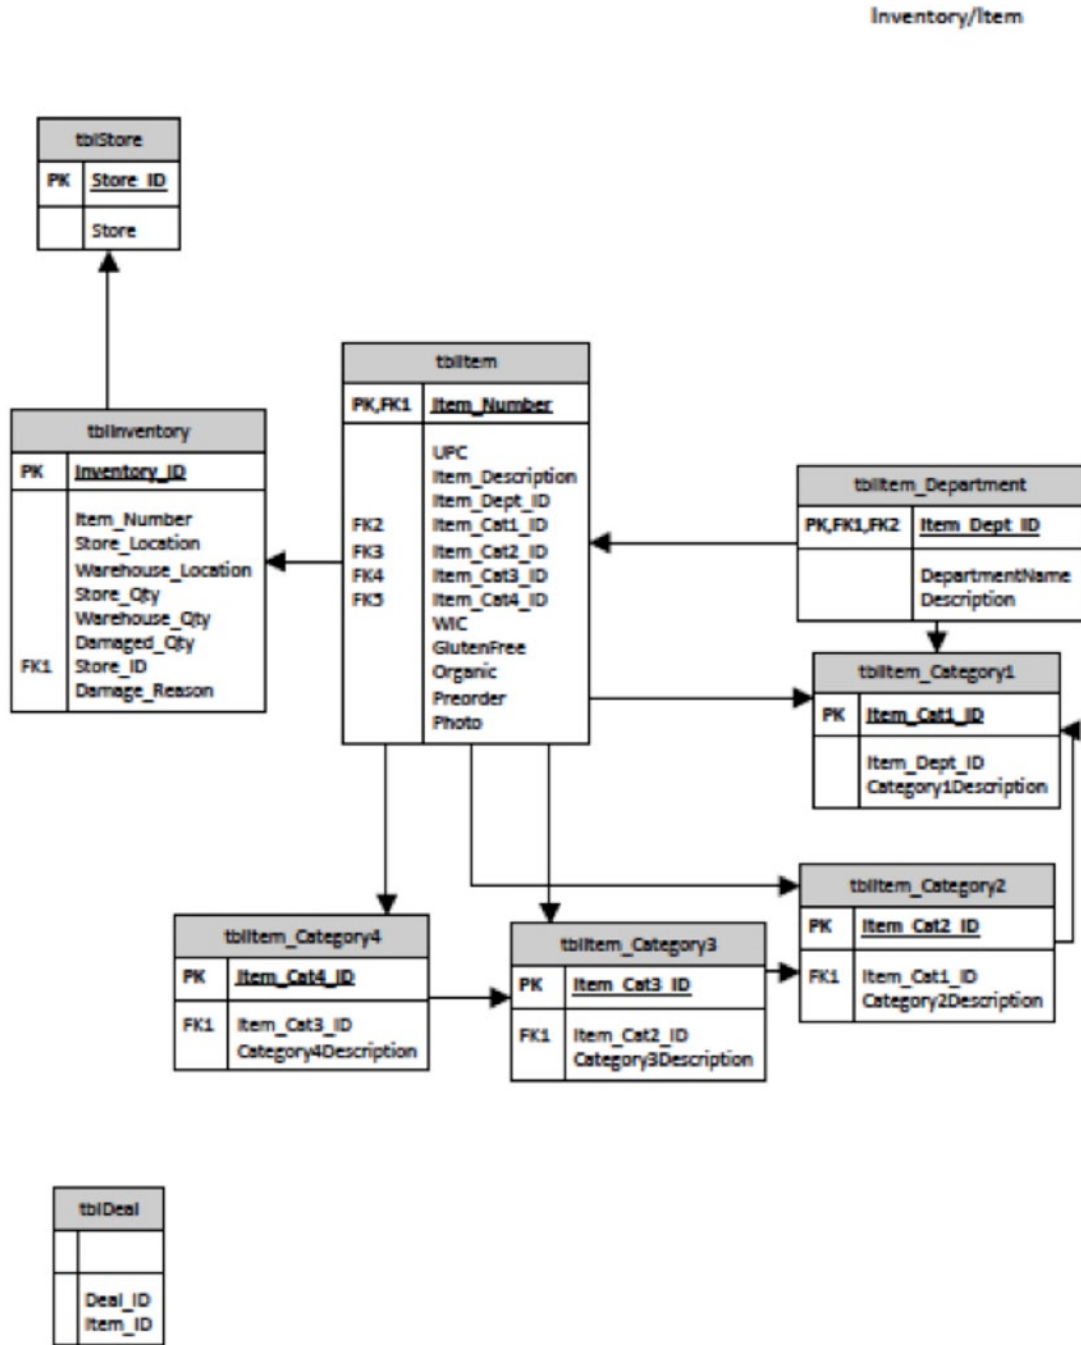 Inventory/Item
tblStore
PK Store_ID
Store
tblInventory
PK Inventory_ID
Item_Number
Store_Location
Warehouse_Location
Store_Qty
Warehouse_Qty
Damaged_Qty
FK1 Store_ID
Damage_Reason
tblItem
PK,FK1 Item_Number
UPC
Item_Description
Item_Dept_ID
FK2 Item_Cat1_ID
FK3 Item_Cat2_ID
FK4 Item_Cat3_ID
FK5 Item_Cat4_ID
WIC
GlutenFree
Organic
Preorder
Photo
tblItem_Department
PK,FK1,FK2 Item_Dept_ID
DepartmentName
Description
tblItem_Category1
PK Item_Cat1_ID
Item_Dept_ID
Category1Description
tblItem_Category2
PK Item_Cat2_ID
FK1 Item_Cat1_ID
Category2Description
tblItem_Category3
PK Item_Cat3_ID
FK1 Item_Cat2_ID
Category3Description
tblItem_Category4
PK Item_Cat4_ID
FK1 Item_Cat3_ID
Category4Description
tblDeal
Deal_ID
Item_ID